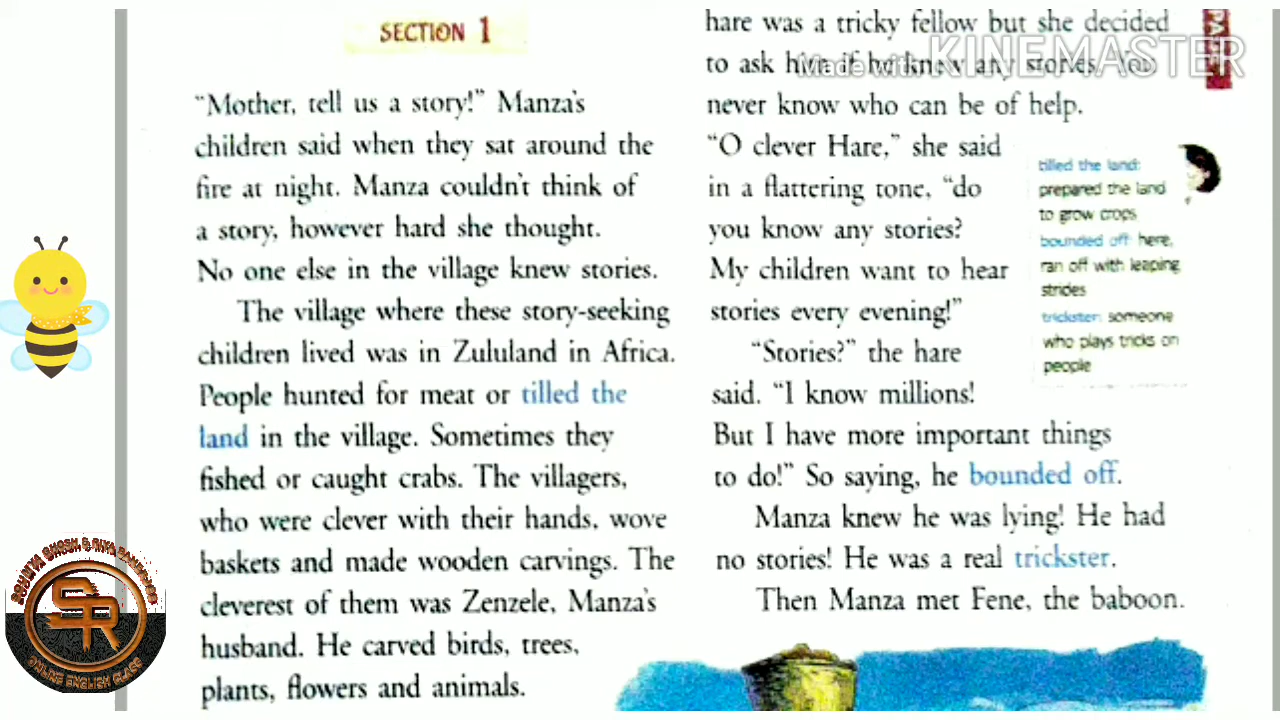 SECTION 1
"Mother, tell us a story!" Manza's
children said when they sat around the
fire at night. Manza couldn't think of
a story, however hard she thought.
No one else in the village knew stories.
The village where these story-seeking
children lived was in Zululand in Africa.
People hunted for meat or tilled the
land in the village. Sometimes they
fished or caught crabs. The villagers,
who were clever with their hands, wove
baskets and made wooden carvings. The
cleverest of them was Zenzele, Manza's
husband. He carved birds, trees,
plants, flowers and animals.
hare was a tricky fellow but she decided
to ask him if he knew any stories. You
never know who can be of help.
"O clever Hare," she said
in a flattering tone, "do
you know any stories?
My children want to hear
stories every evening!"
"Stories?" the hare
said. "I know millions!
But I have more important things
to do!" So saying, he bounded off.
Manza knew he was lying! He had
no stories! He was a real trickster.
Then Manza met Fene, the baboon.
tilled the land:
prepared the land
to grow crops
bounded off: here,
ran off with leaping
strides
trickster: someone
who plays tricks on
people
Made with KINEMASTER
SR
ONLINE ENGLISH CLASS